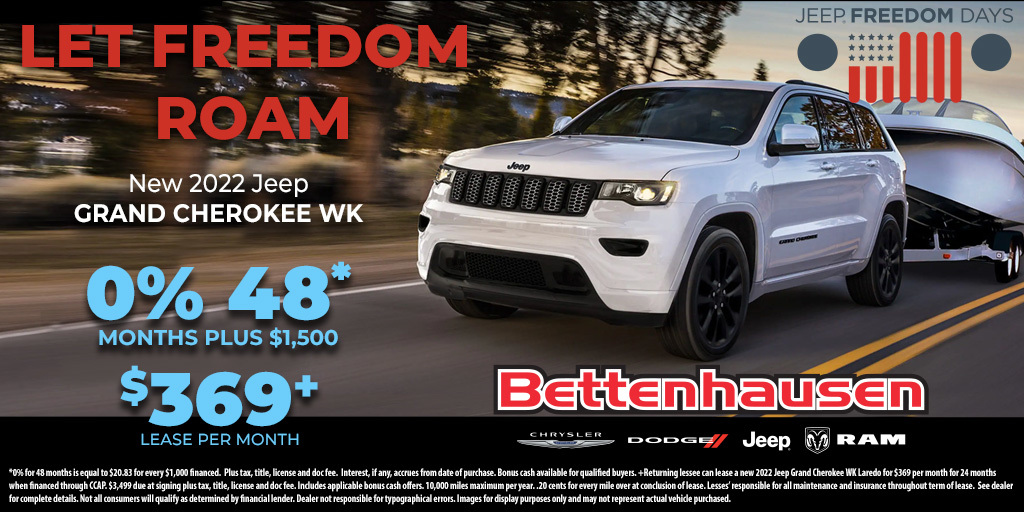 LET FREEDOM
ROAM
New 2022 Jeep
GRAND CHEROKEE WK
0% 48*
MONTHS PLUS $1,500
$369+
LEASE PER MONTH
JEEP® FREEDOM DAYS
Jeep
GRAND CHEROKEE
Bettenhausen
CHRYSLER
DODGE
Jeep
RAM
*0% for 48 months is equal to $20.83 for every $1,000 financed. Plus tax, title, license and doc fee. Interest, if any, accrues from date of purchase. Bonus cash available for qualified buyers. +Returning lessee can lease a new 2022 Jeep Grand Cherokee WK Laredo for $369 per month for 24 months
when financed through CCAP. $3,499 due at signing plus tax, title, license and doc fee. Includes applicable bonus cash offers. 10,000 miles maximum per year. .20 cents for every mile over at conclusion of lease. Lesses' responsible for all maintenance and insurance throughout term of lease. See dealer
for complete details. Not all consumers will qualify as determined by financial lender. Dealer not responsible for typographical errors. Images for display purposes only and may not represent actual vehicle purchased.